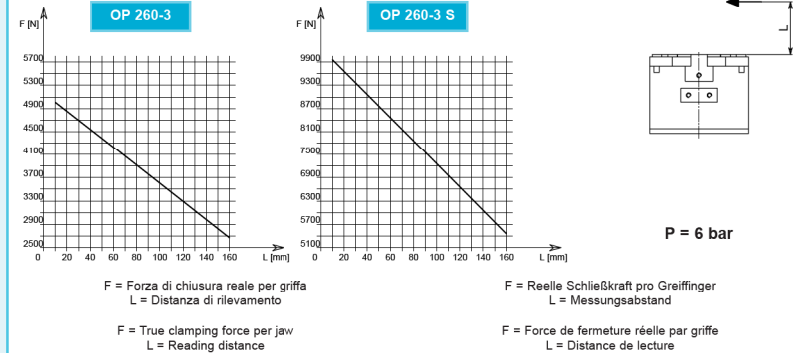 OP 260-3
OP 260-3 S
F [N]
5700
5300
4900
4500
4100
3700
3300
2900
2500
0 20 40 60 80 100 120 140 160 L [mm]
F [N]
9900
9300
8700
8100
7500
6900
6300
5700
5100
0 20 40 60 80 100 120 140 160 L [mm]
L
P = 6 bar
F = Forza di chiusura reale per griffa
L = Distanza di rilevamento
F = Reelle Schließkraft pro Greiffinger
L = Messungsabstand
F = True clamping force per jaw
L = Reading distance
F = Force de fermeture réelle par griffe
L = Distance de lecture